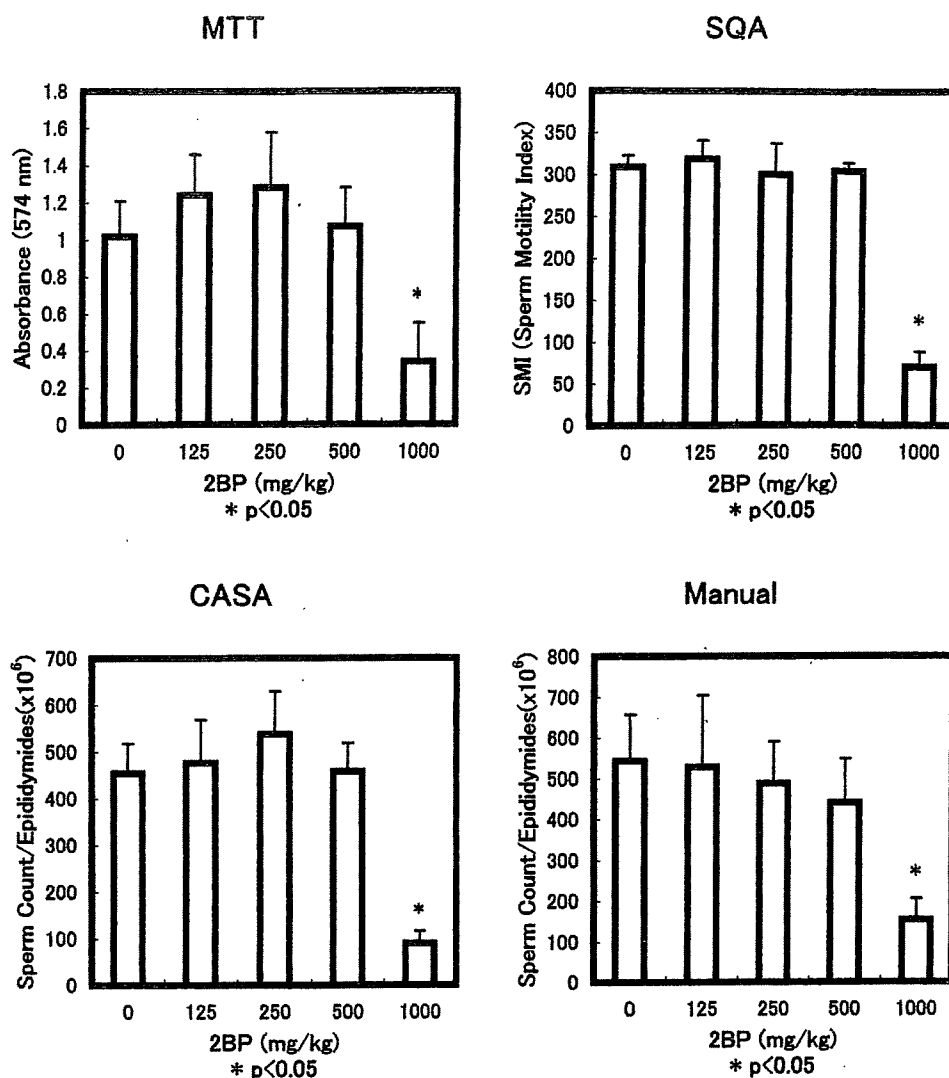 MTT
Absorbance (574 nm)
1.8
1.6
1.4
1.2
1
0.8
0.6
0.4
0.2
0
*
0 125 250 500 1000
2BP (mg/kg)
* p<0.05
SQA
SMI (Sperm Motility Index)
400
350
300
250
200
150
100
50
0
*
0 125 250 500 1000
2BP (mg/kg)
* p<0.05
CASA
Sperm Count/Epididymides(x10⁶)
700
600
500
400
300
200
100
0
*
0 125 250 500 1000
2BP (mg/kg)
* p<0.05
Manual
Sperm Count/Epididymides(x10⁶)
800
700
600
500
400
300
200
100
0
*
0 125 250 500 1000
2BP (mg/kg)
* p<0.05